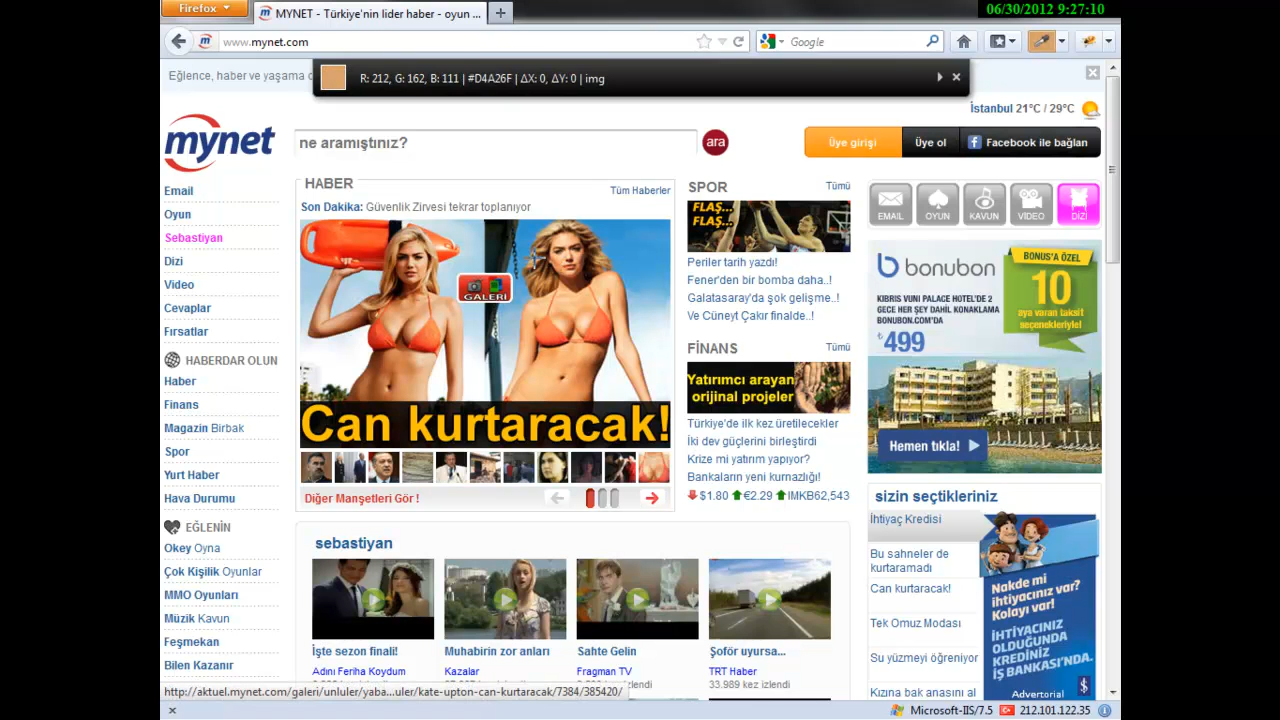 Firefox
MYNET - Türkiye'nin lider haber - oyun ...
06/30/2012 9:27:10
www.mynet.com
Google
Eğlence, haber ve yaşama
R: 212, G: 162, B: 111 | #D4A26F | ΔX: 0, ΔY: 0 | img
İstanbul 21°C / 29°C
mynet
ne aramıştınız?
ara
Üye girişi
Üye ol
Facebook ile bağlan
Email
Oyun
Sebastiyan
Dizi
Video
Cevaplar
Fırsatlar
HABERDAR OLUN
Haber
Finans
Magazin Birbak
Spor
Yurt Haber
Hava Durumu
EĞLENİN
Okey Oyna
Çok Kişilik Oyunlar
MMO Oyunları
Müzik Kavun
Feşmekan
Bilen Kazanır
HABER
Tüm Haberler
Son Dakika: Güvenlik Zirvesi tekrar toplanıyor
GALERİ
Can kurtaracak!
Diğer Manşetleri Gör !
SPOR
Tümü
FLAŞ...
FLAŞ...
Periler tarih yazdı!
Fener'den bir bomba daha..!
Galatasaray'da şok gelişme..!
Ve Cüneyt Çakır finalde..!
FİNANS
Tümü
Yatırımcı arayan
orijinal projeler
Türkiye'de ilk kez üretilecekler
İki dev güçlerini birleştirdi
Krize mi yatırım yapıyor?
Bankaların yeni kurnazlığı!
$1.80 €2.29 IMKB62,543
EMAIL
OYUN
KAVUN
VİDEO
DİZİ
bonubon
BONUS'A ÖZEL
10
aya varan taksit
seçenekleriyle!
KIBRIS VUNI PALACE HOTEL'DE 2
GECE HER ŞEY DAHİL KONAKLAMA
BONUBON.COM'DA
₺499
Hemen tıkla!
sizin seçtikleriniz
İhtiyaç Kredisi
Bu sahneler de
kurtaramadı
Can kurtaracak!
Tek Omuz Modası
Su yüzmeyi öğreniyor
Kızına bak anasını al
Nakde mi
ihtiyacınız var?
Kolayı var!
İHTİYACINIZ
OLDUĞUNDA
KREDİNİZ
İŞ BANKASI'NDA.
Advertorial
sebastiyan
İşte sezon finali!
Adını Feriha Koydum
Muhabirin zor anları
Kazalar
Sahte Gelin
Fragman TV
Şoför uyursa...
TRT Haber
33.989 kez izlendi
http://aktuel.mynet.com/galeri/unluler/yaba...uler/kate-upton-can-kurtaracak/7384/385420/
Microsoft-IIS/7.5
212.101.122.35